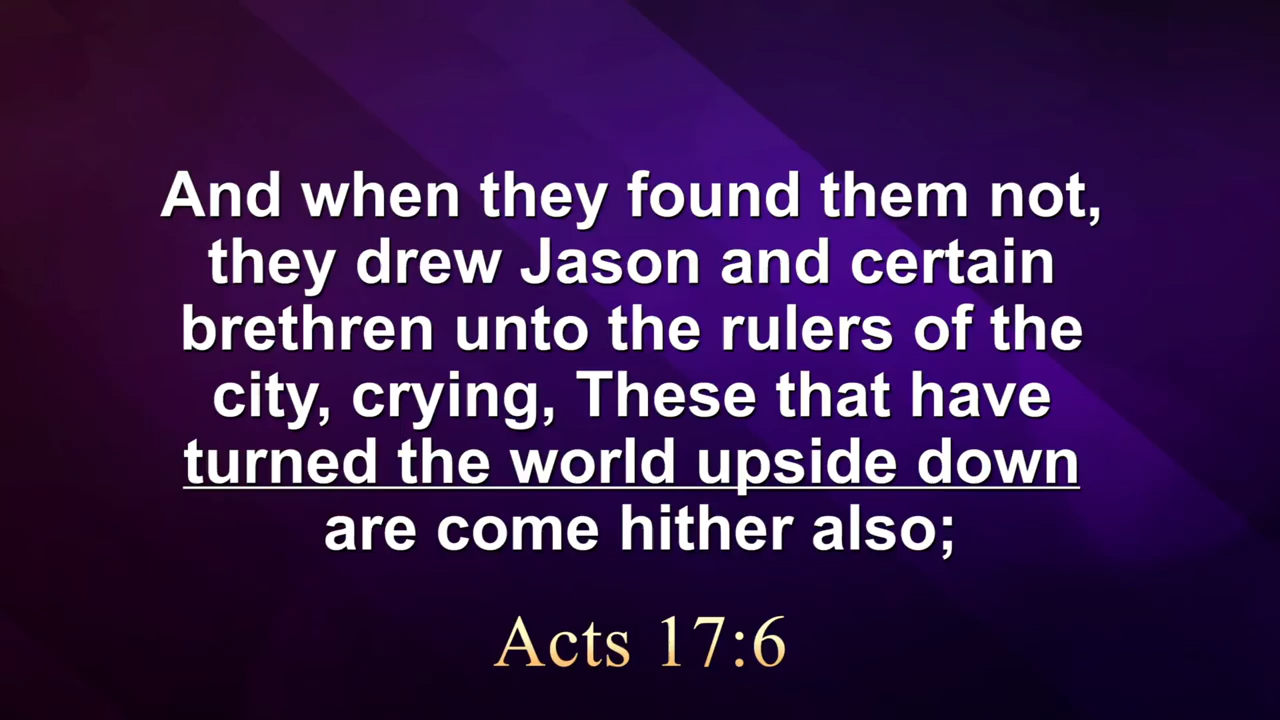 And when they found them not,
they drew Jason and certain
brethren unto the rulers of the
city, crying, These that have
turned the world upside down
are come hither also;
Acts 17:6